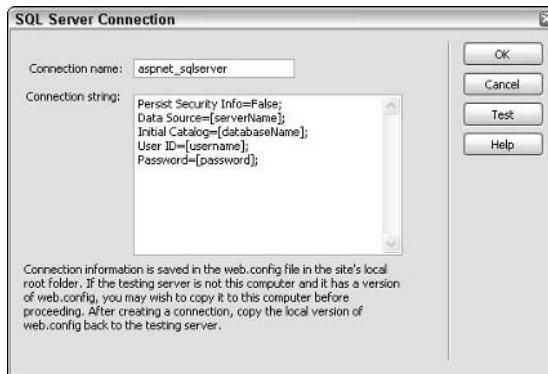 SQL Server Connection
Connection name: aspnet_sqlserver
Connection string:
Persist Security Info=False;
Data Source=[serverName];
Initial Catalog=[databaseName];
User ID=[username];
Password=[password];
Connection information is saved in the web.config file in the site's local
root folder. If the testing server is not this computer and it has a version
of web.config, you may wish to copy it to this computer before
proceeding. After creating a connection, copy the local version of
web.config back to the testing server.
OK
Cancel
Test
Help